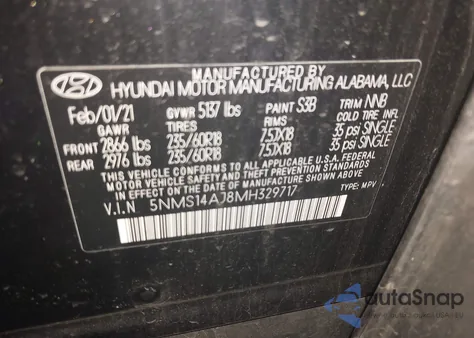 MANUFACTURED BY
HYUNDAI MOTOR MANUFACTURING ALABAMA, LLC
Feb/01/21 GVWR 5137 lbs PAINT S3B TRIM NNB
GAWR TIRES RIMS COLD TIRE INFL
FRONT 2866 lbs 235/60R18 7.5JX18 35 psi SINGLE
REAR 2976 lbs 235/60R18 7.5JX18 35 psi SINGLE
THIS VEHICLE CONFORMS TO ALL APPLICABLE U.S. FEDERAL
MOTOR VEHICLE SAFETY AND THEFT PREVENTION STANDARDS
IN EFFECT ON THE DATE OF MANUFACTURE SHOWN ABOVE.
V.I.N 5NMS14AJ8MH329717 TYPE: MPV
autaSnap